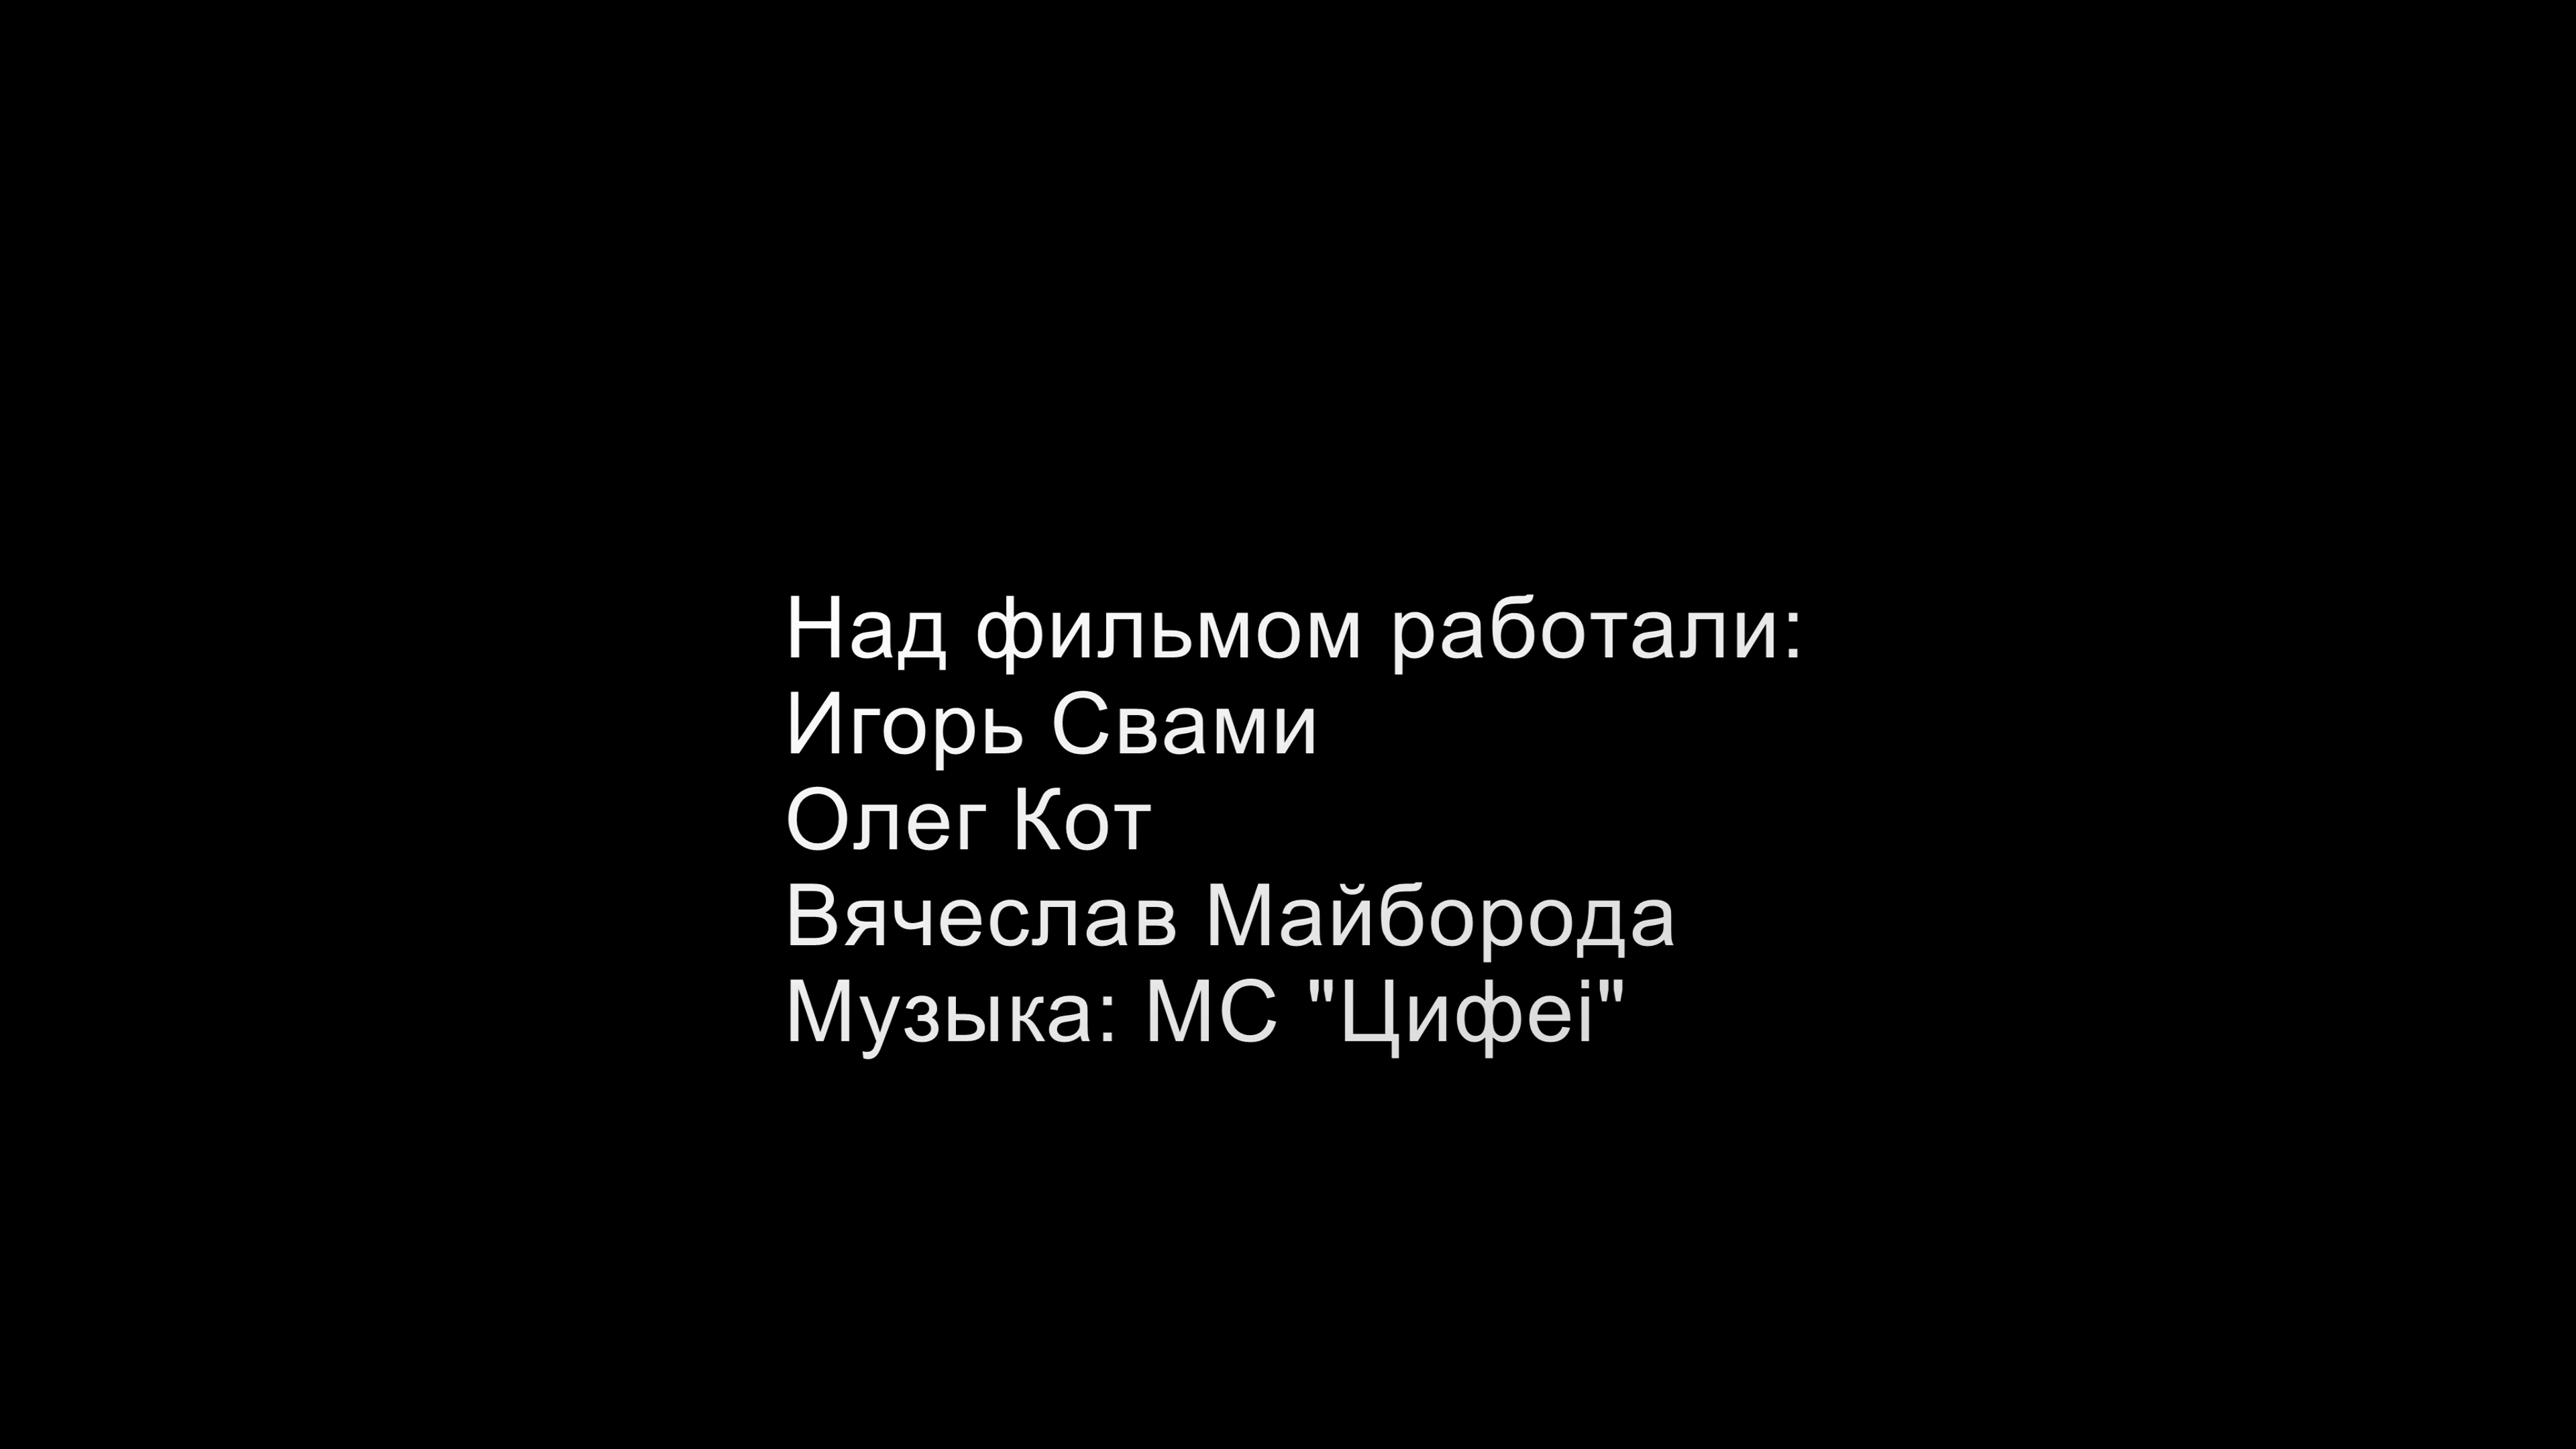 Над фильмом работали:
Игорь Свами
Олег Кот
Вячеслав Майборода
Музыка: МС "Цифеі"